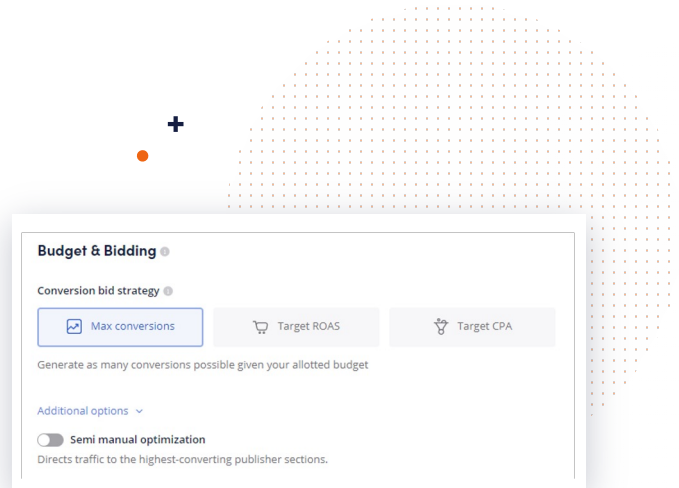 Budget & Bidding
Conversion bid strategy
Max conversions
Target ROAS
Target CPA
Generate as many conversions possible given your allotted budget
Additional options
Semi manual optimization
Directs traffic to the highest-converting publisher sections.